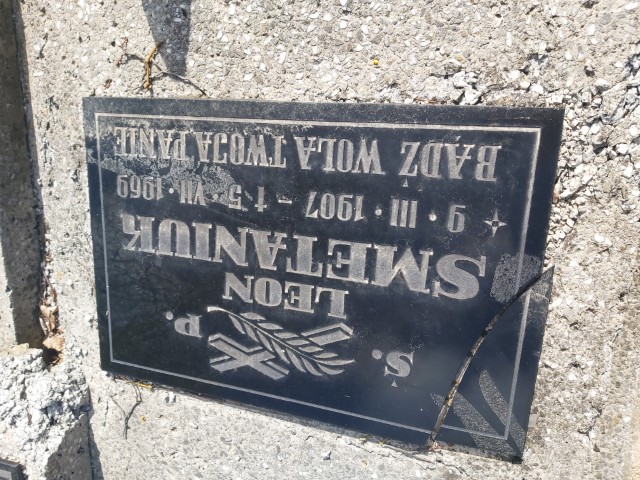 Ś. P.
LEON
SMETANIUK
9 · III · 1907 - † 5 · VII · 1969
BĄDŹ WOLA TWOJA PANIE